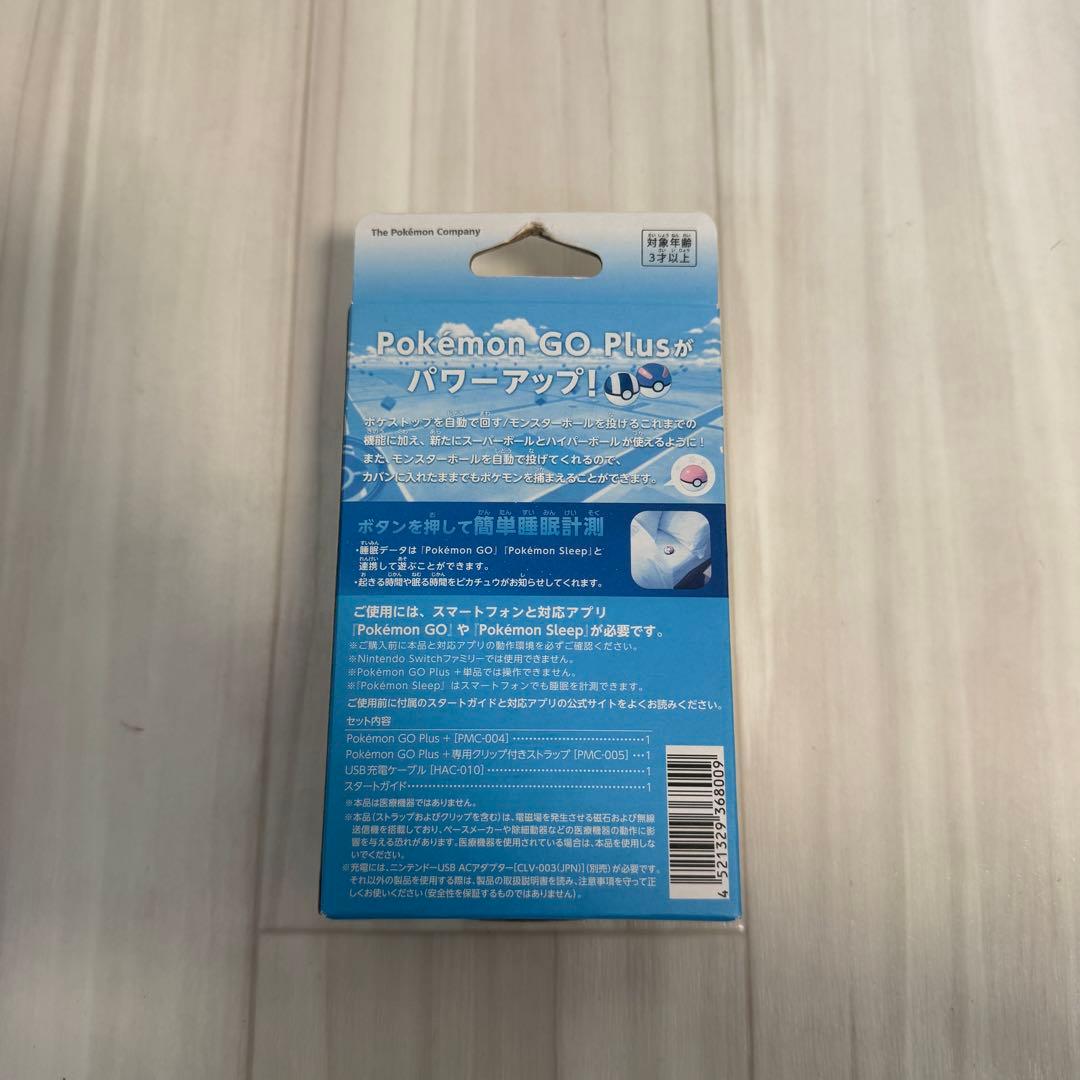 The Pokémon Company
対象年齢
3才以上
Pokémon GO Plusが
パワーアップ!
ポケストップを自動で回す/モンスターボールを投げるこれまでの
機能に加え、新たにスーパーボールとハイパーボールが使えるように!
また、モンスターボールを自動で投げてくれるので、
カバンに入れたままでもポケモンを捕まえることができます。
ボタンを押して簡単睡眠計測
・睡眠データは『Pokémon GO』『Pokémon Sleep』と
連携して遊ぶことができます。
・起きる時間や眠る時間をピカチュウがお知らせしてくれます。
ご使用には、スマートフォンと対応アプリ
『Pokémon GO』や『Pokémon Sleep』が必要です。
※ご購入前に本品と対応アプリの動作環境を必ずご確認ください。
※Nintendo Switchファミリーでは使用できません。
※Pokémon GO Plus +単品では操作できません。
※『Pokémon Sleep』はスマートフォンでも睡眠を計測できます。
ご使用前に付属のスタートガイドと対応アプリの公式サイトをよくお読みください。
セット内容
Pokémon GO Plus + [PMC-004]…………………………1
Pokémon GO Plus +専用クリップ付きストラップ [PMC-005]…1
USB充電ケーブル [HAC-010]…………………………1
スタートガイド…………………………1
※本品は医療機器ではありません。
※本品(ストラップおよびクリップを含む)は、電磁場を発生させる磁石および無線
送信機を搭載しており、ペースメーカーや除細動器などの医療機器の動作に影
響を与える恐れがあります。医療機器を使用されている場合は、本品を使用しな
いでください。
※充電には、ニンテンドーUSB ACアダプター[CLV-003(JPN)](別売)が必要です。
それ以外の製品を使用する際は、製品の取扱説明書を読み、注意事項を守って正
しくお使いください(安全性を保証するものではありません)。
4 521329 368009